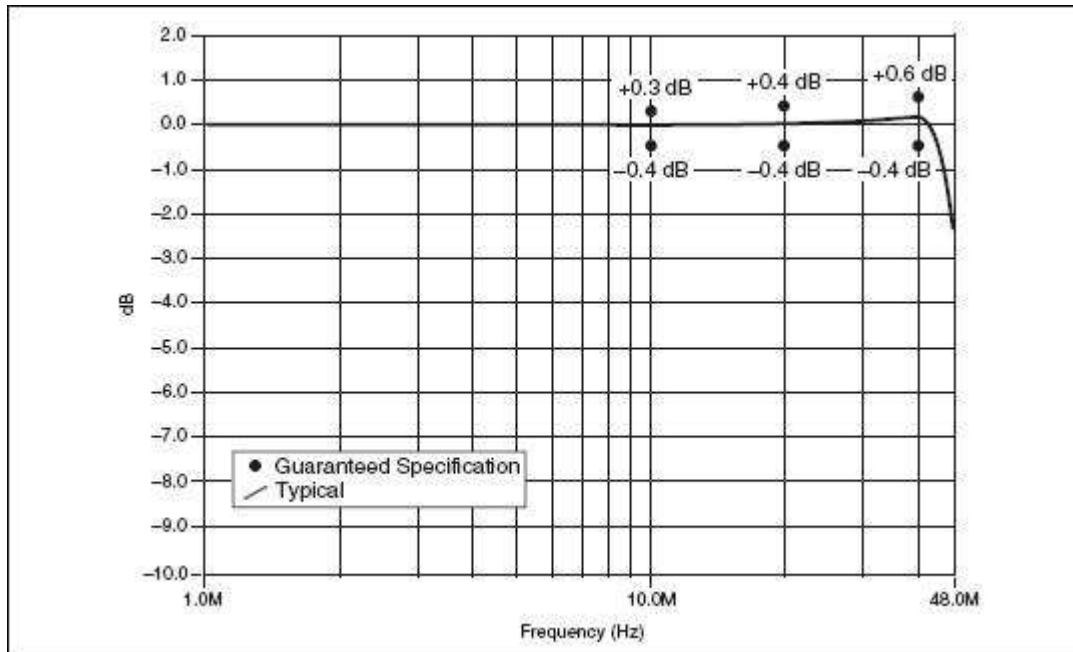 2.0
1.0
0.0
–1.0
–2.0
–3.0
–4.0
–5.0
–6.0
–7.0
–8.0
–9.0
–10.0
dB
+0.3 dB
+0.4 dB
+0.6 dB
–0.4 dB
–0.4 dB
–0.4 dB
Guaranteed Specification
Typical
1.0M
10.0M
48.0M
Frequency (Hz)